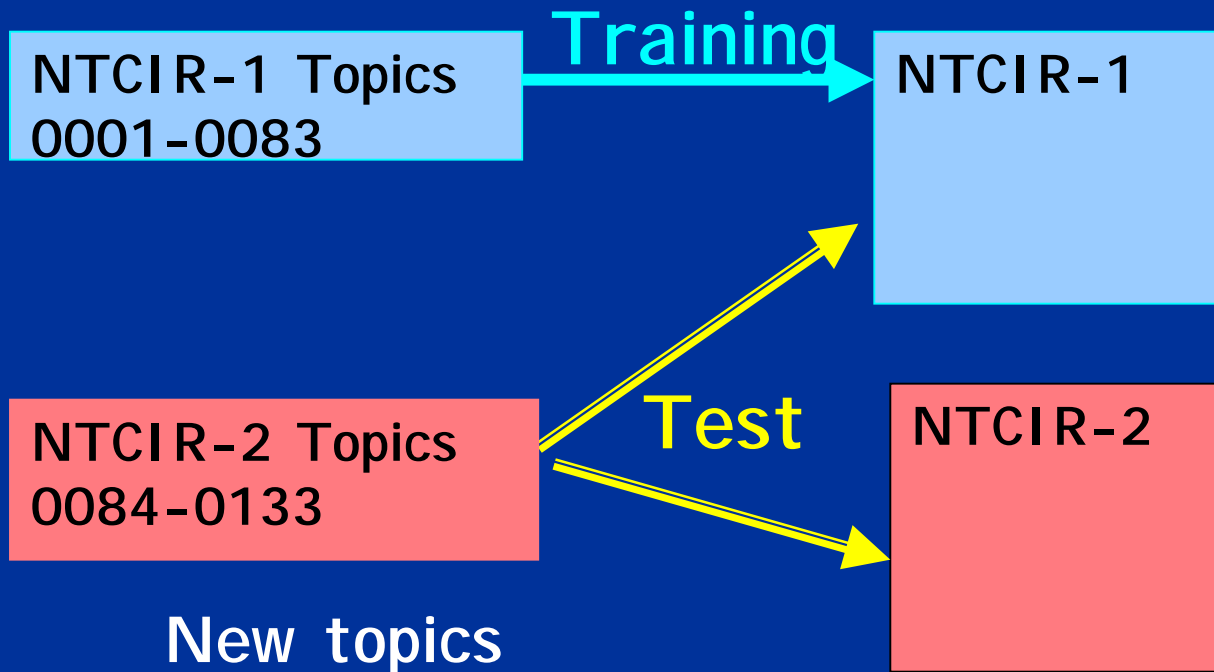 Training
NTCIR-1 Topics
0001-0083
NTCIR-1
Test
NTCIR-2 Topics
0084-0133
NTCIR-2
New topics